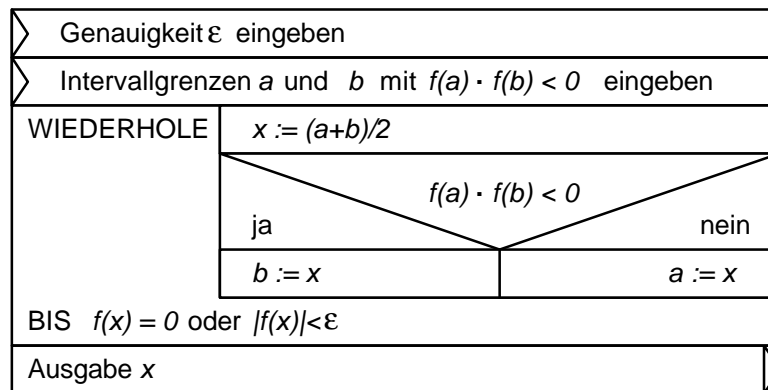 Genauigkeit ε eingeben
Intervallgrenzen a und b mit f(a) · f(b) < 0 eingeben
WIEDERHOLE x := (a+b)/2
f(a) · f(b) < 0
ja nein
b := x a := x
BIS f(x) = 0 oder |f(x)|<ε
Ausgabe x